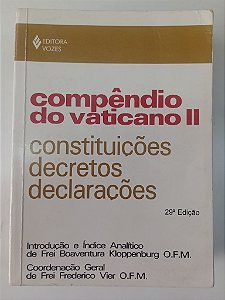 EDITORA
VOZES
compêndio
do vaticano II
constituições
decretos
declarações
29ª Edição
Introdução e Índice Analítico
de Frei Boaventura Kloppenburg O.F.M.
Coordenação Geral
de Frei Frederico Vier O.F.M.